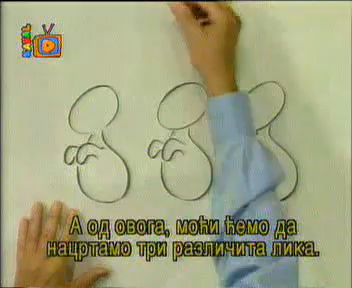 А од овога, моћи ћемо да
нацртамо три различита лика.